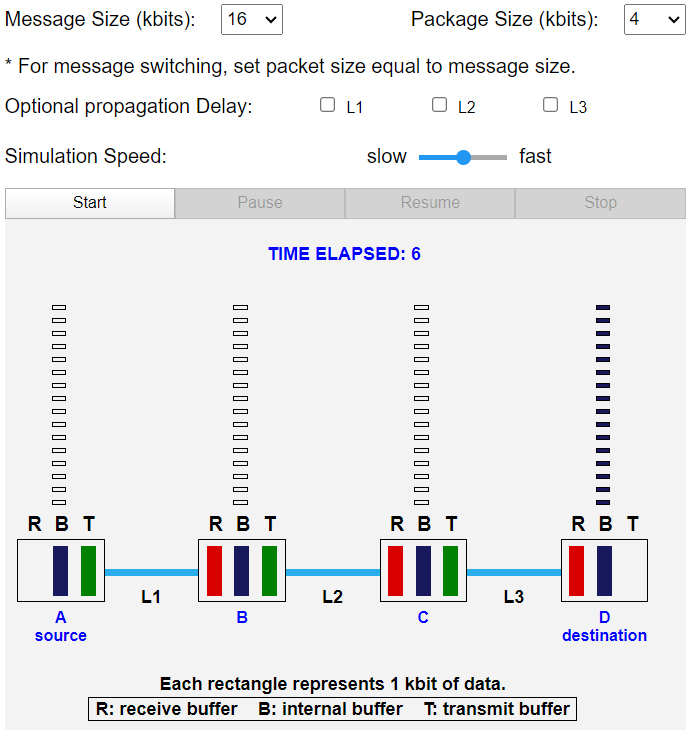 Message Size (kbits): 16 Package Size (kbits): 4
* For message switching, set packet size equal to message size.
Optional propagation Delay: L1 L2 L3
Simulation Speed: slow fast
Start Pause Resume Stop
TIME ELAPSED: 6
R B T R B T R B T R B T
L1 L2 L3
A B C D
source destination
Each rectangle represents 1 kbit of data.
R: receive buffer B: internal buffer T: transmit buffer